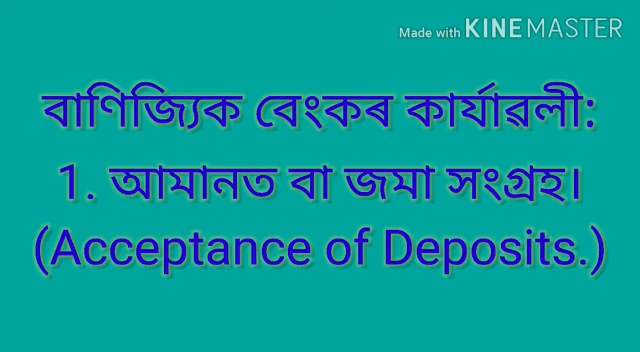 Made with KINEMASTER
বাণিজ্যিক বেংকৰ কাৰ্যাৱলী:
1. আমানত বা জমা সংগ্ৰহ।
(Acceptance of Deposits.)